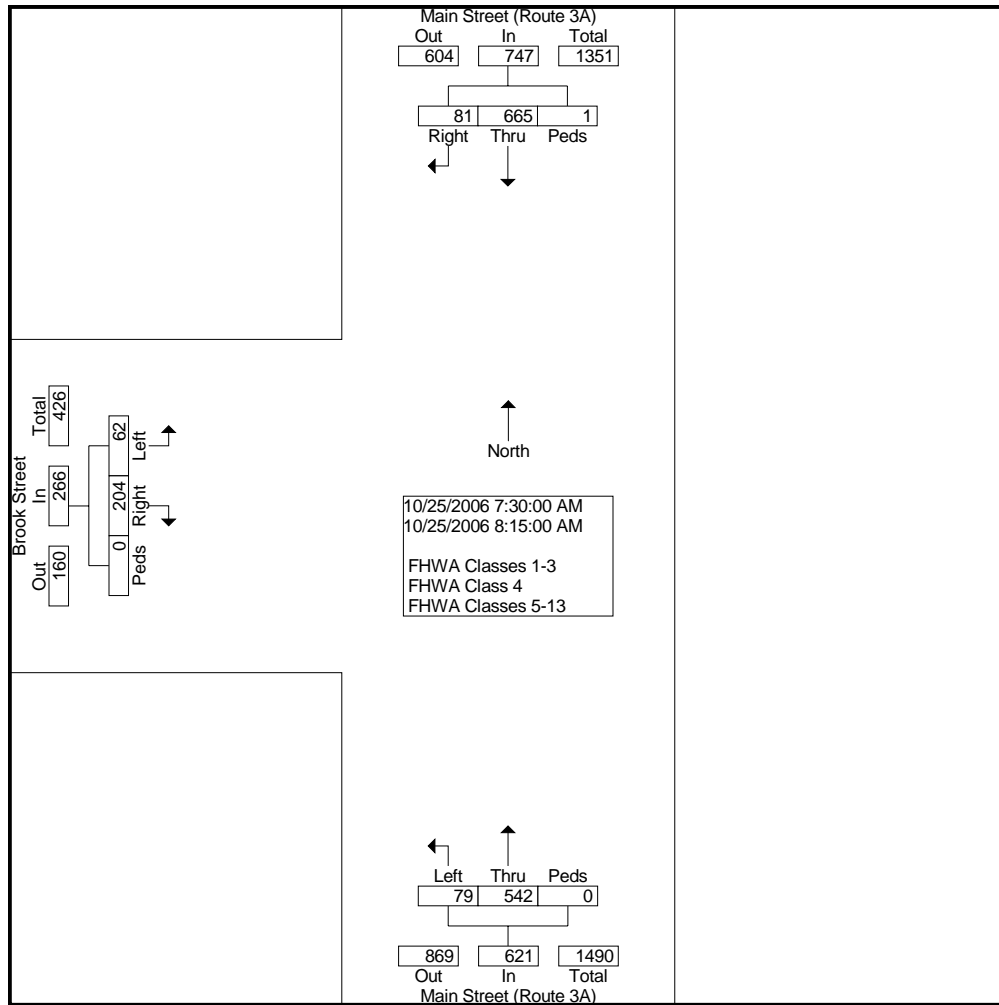 Main Street (Route 3A)
Out In Total
604 747 1351
81 665 1
Right Thru Peds
Brook Street
Total In Out
426 266 160
62 204 0
Left Right Peds
North
10/25/2006 7:30:00 AM
10/25/2006 8:15:00 AM
FHWA Classes 1-3
FHWA Class 4
FHWA Classes 5-13
Left Thru Peds
79 542 0
869 621 1490
Out In Total
Main Street (Route 3A)